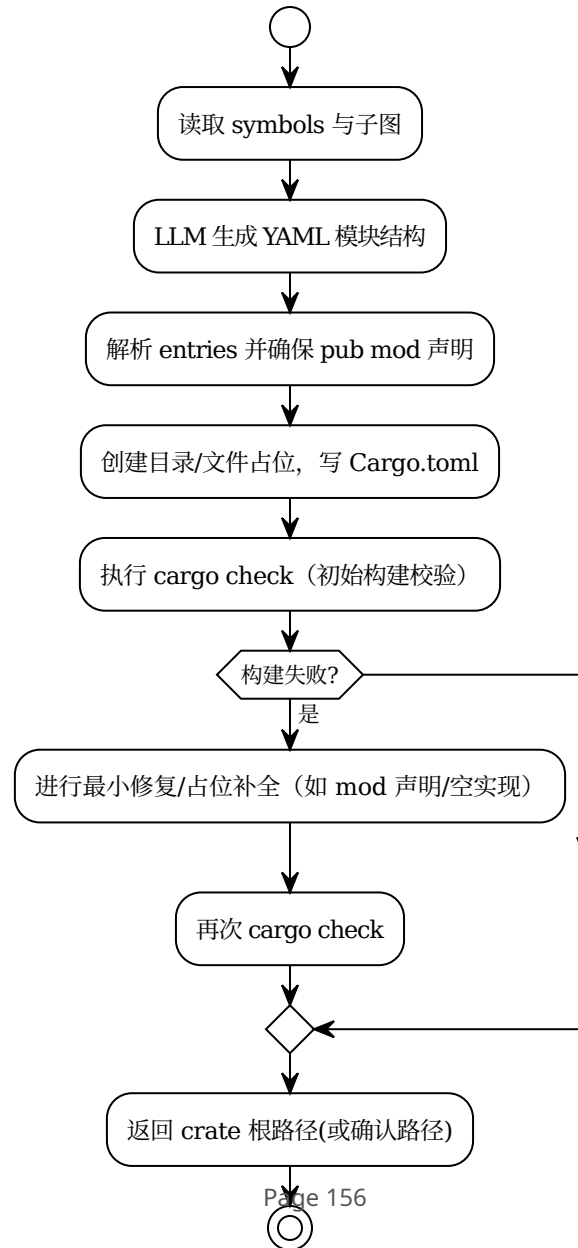 读取 symbols 与子图
LLM 生成 YAML 模块结构
解析 entries 并确保 pub mod 声明
创建目录/文件占位，写 Cargo.toml
执行 cargo check（初始构建校验）
构建失败?
是
进行最小修复/占位补全（如 mod 声明/空实现）
再次 cargo check
返回 crate 根路径(或确认路径)
Page 156